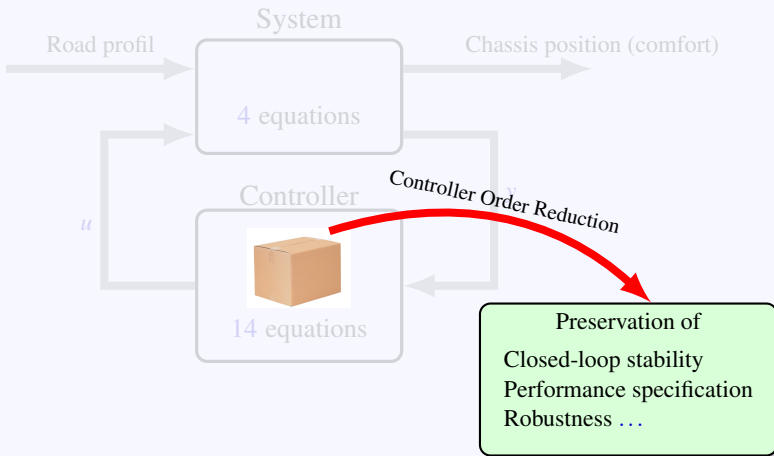 System
Road profil
Chassis position (comfort)
4 equations
u
y
Controller
Controller Order Reduction
14 equations
Preservation of
Closed-loop stability
Performance specification
Robustness ...